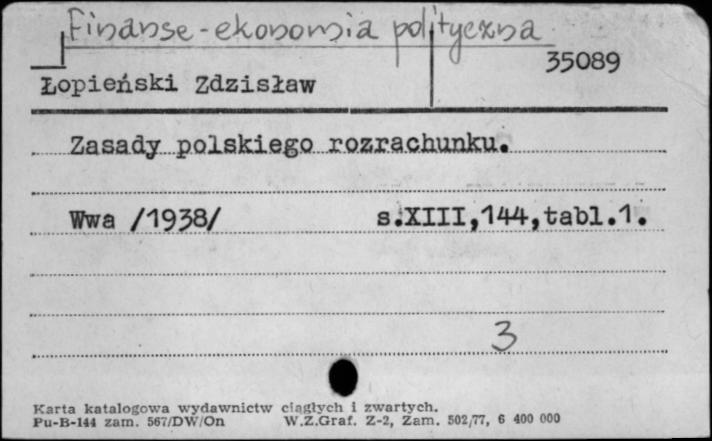 Finanse - ekonomia polityczna
35089
Łopieński Zdzisław
Zasady polskiego rozrachunku.
Wwa /1938/ s.XIII,144,tabl.1.
3
Karta katalogowa wydawnictw ciągłych i zwartych.
Pu-B-144 zam. 567/DW/On W.Z.Graf. Z-2, Zam. 502/77, 6 400 000